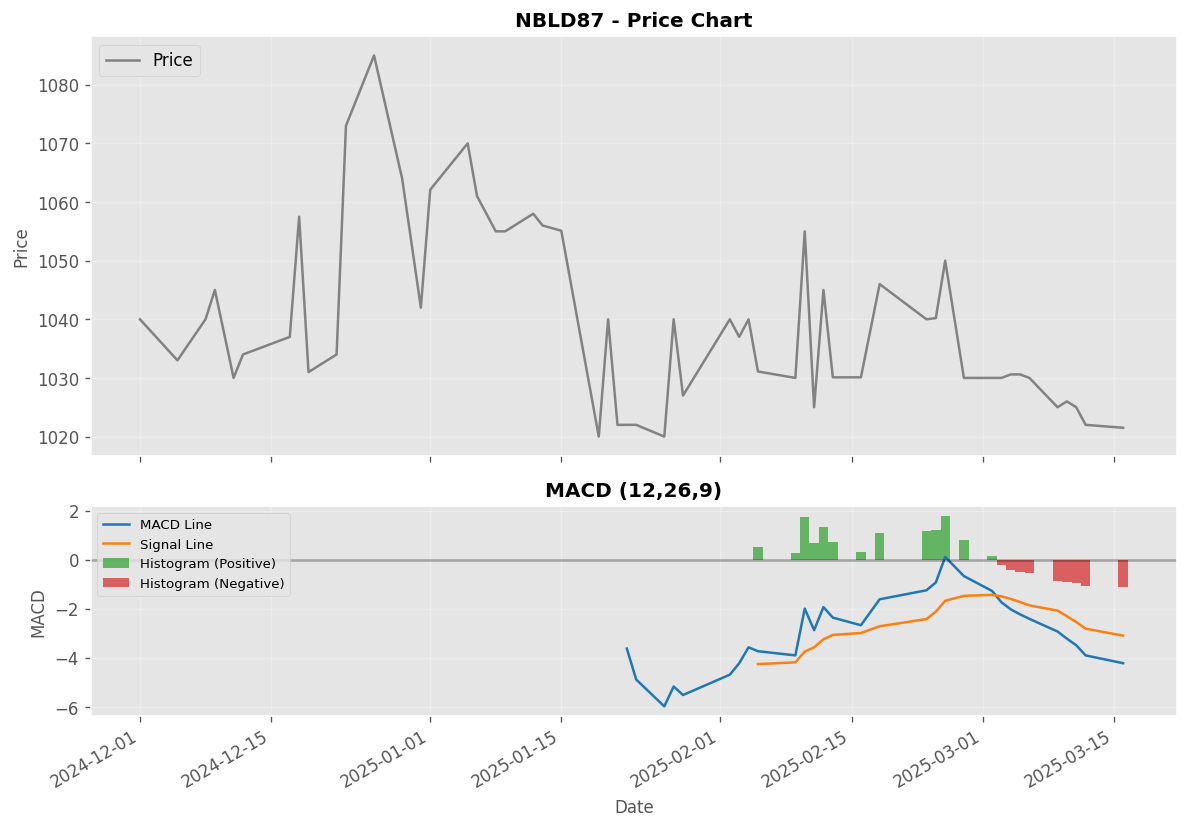 NBLD87 - Price Chart
Price
1080
1070
1060
1050
1040
1030
1020
Price
MACD (12,26,9)
MACD Line
Signal Line
Histogram (Positive)
Histogram (Negative)
2
0
−2
−4
−6
MACD
2024-12-01
2024-12-15
2025-01-01
2025-01-15
2025-02-01
2025-02-15
2025-03-01
2025-03-15
Date